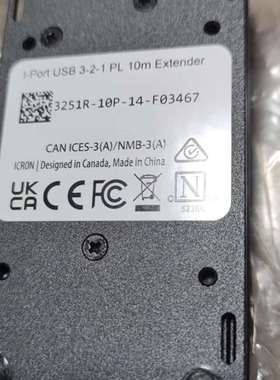 1-Port USB 3-2-1 PL 10m Extender
3251R-10P-14-F03467
CAN ICES-3(A)/NMB-3(A)
ICRON | Designed in Canada, Made in China
UK
CA
CE
N